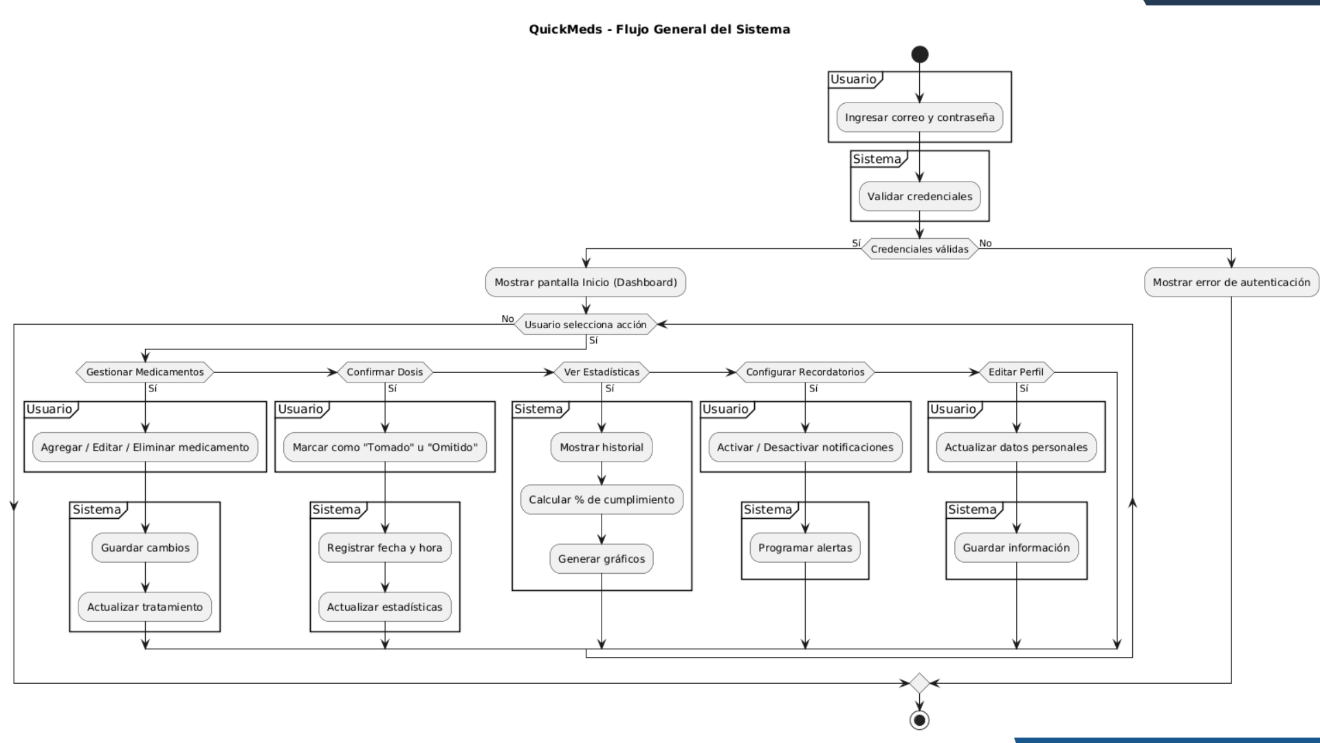 QuickMeds - Flujo General del Sistema
Usuario
Ingresar correo y contraseña
Sistema
Validar credenciales
Sí
Credenciales válidas
No
Mostrar pantalla Inicio (Dashboard)
Mostrar error de autenticación
No
Usuario selecciona acción
Sí
Gestionar Medicamentos
Confirmar Dosis
Ver Estadísticas
Configurar Recordatorios
Editar Perfil
Sí
Sí
Sí
Sí
Sí
Usuario
Usuario
Sistema
Usuario
Usuario
Agregar / Editar / Eliminar medicamento
Marcar como "Tomado" u "Omitido"
Mostrar historial
Activar / Desactivar notificaciones
Actualizar datos personales
Calcular % de cumplimiento
Sistema
Sistema
Sistema
Sistema
Guardar cambios
Registrar fecha y hora
Generar gráficos
Programar alertas
Guardar información
Actualizar tratamiento
Actualizar estadísticas